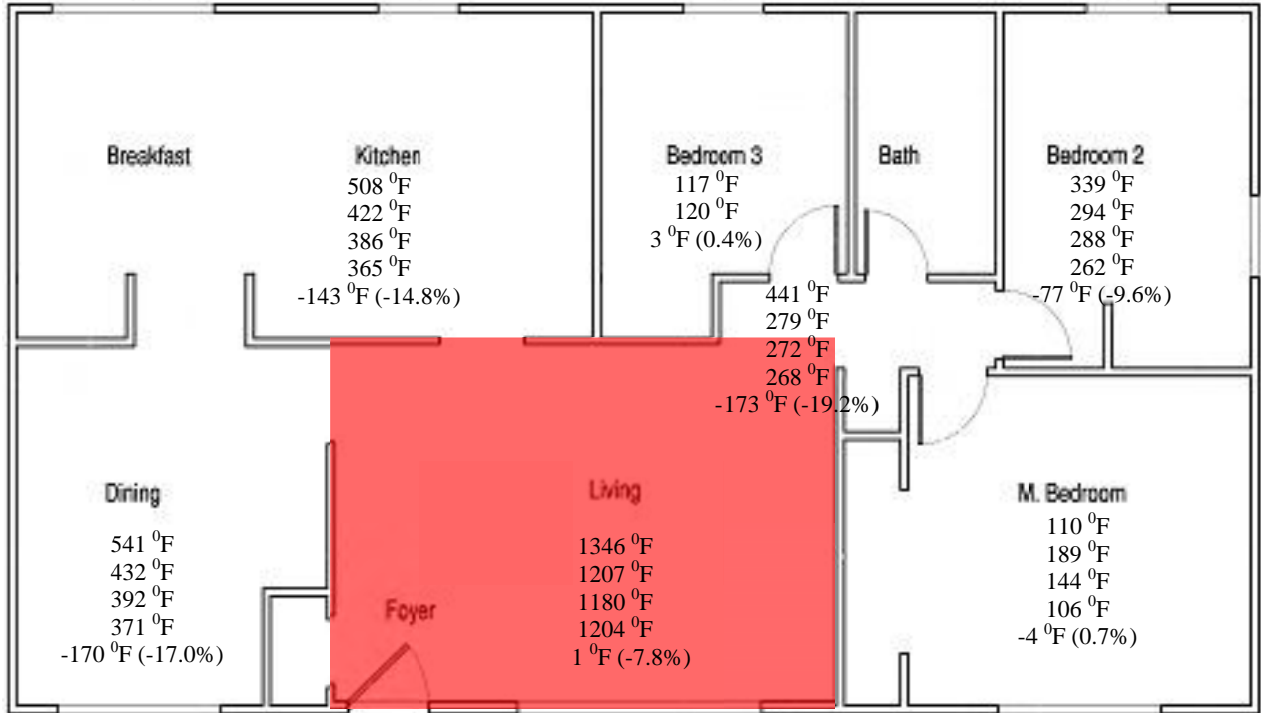 Breakfast
Kitchen
508 ⁰F
422 ⁰F
386 ⁰F
365 ⁰F
-143 ⁰F (-14.8%)
Bedroom 3
117 ⁰F
120 ⁰F
3 ⁰F (0.4%)
Bath
Bedroom 2
339 ⁰F
294 ⁰F
288 ⁰F
262 ⁰F
-77 ⁰F (-9.6%)
441 ⁰F
279 ⁰F
272 ⁰F
268 ⁰F
-173 ⁰F (-19.2%)
Dining
541 ⁰F
432 ⁰F
392 ⁰F
371 ⁰F
-170 ⁰F (-17.0%)
Foyer
Living
1346 ⁰F
1207 ⁰F
1180 ⁰F
1204 ⁰F
1 ⁰F (-7.8%)
M. Bedroom
110 ⁰F
189 ⁰F
144 ⁰F
106 ⁰F
-4 ⁰F (0.7%)